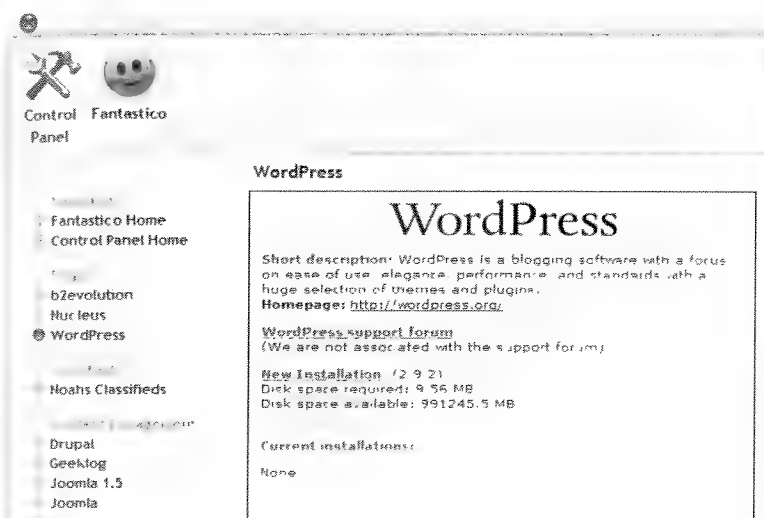 Control Panel
Fantastico
WordPress
Fantastico Home
Control Panel Home
b2evolution
Nucleus
WordPress
Noahs Classifieds
Drupal
Geeklog
Joomla 1.5
Joomla
WordPress
Short description: WordPress is a blogging software with a focus
on ease of use, elegance, performance, and standards with a
huge selection of themes and plugins.
Homepage: http://wordpress.org/
WordPress support forum
(We are not associated with the support forum)
New Installation (2.9.2)
Disk space required: 9.56 MB
Disk space available: 991245.5 MB
Current installations:
None